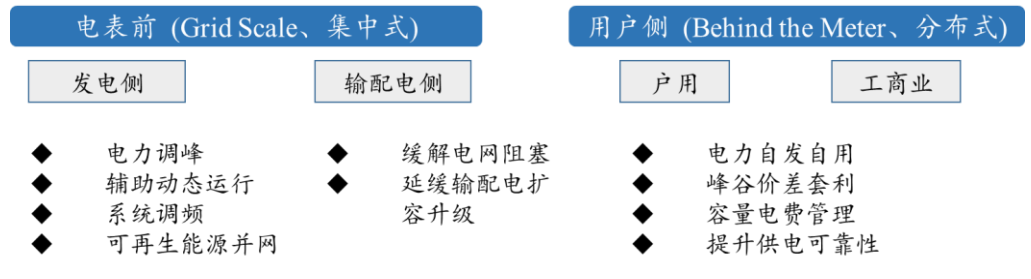 电表前 (Grid Scale、集中式)
发电侧
输配电侧
◆ 电力调峰
◆ 辅助动态运行
◆ 系统调频
◆ 可再生能源并网
◆ 缓解电网阻塞
◆ 延缓输配电扩
容升级
用户侧 (Behind the Meter、分布式)
户用
工商业
◆ 电力自发自用
◆ 峰谷价差套利
◆ 容量电费管理
◆ 提升供电可靠性